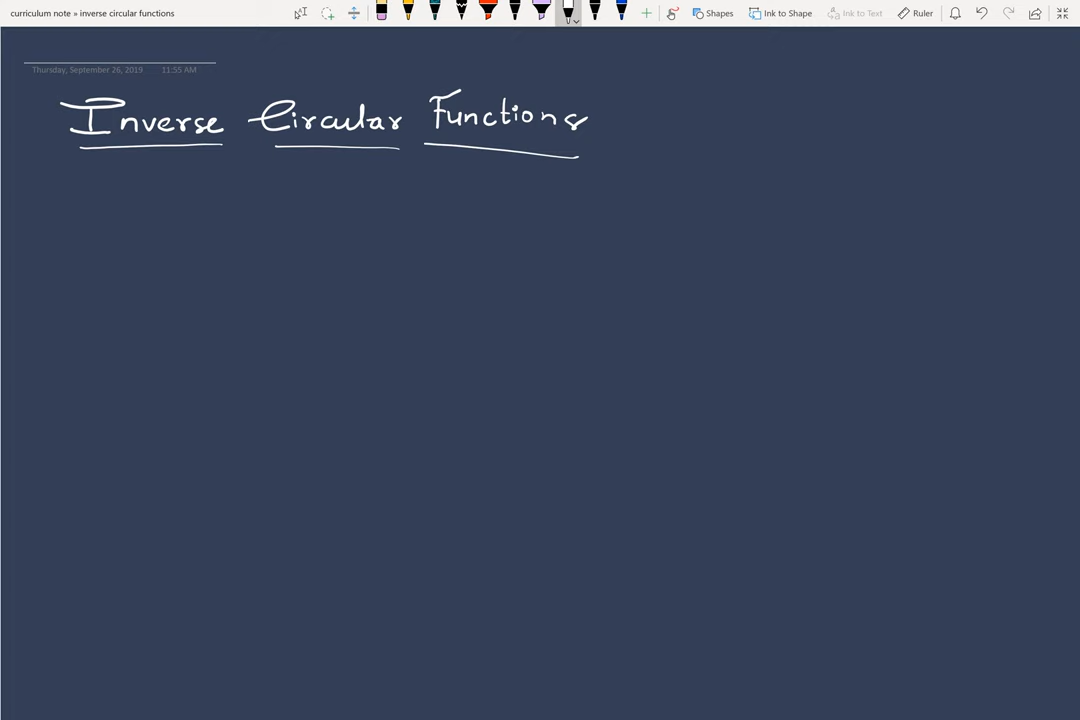 curriculum note » inverse circular functions
Shapes
Ink to Shape
Ink to Text
Ruler
Thursday, September 26, 2019 11:55 AM
Inverse Circular Functions